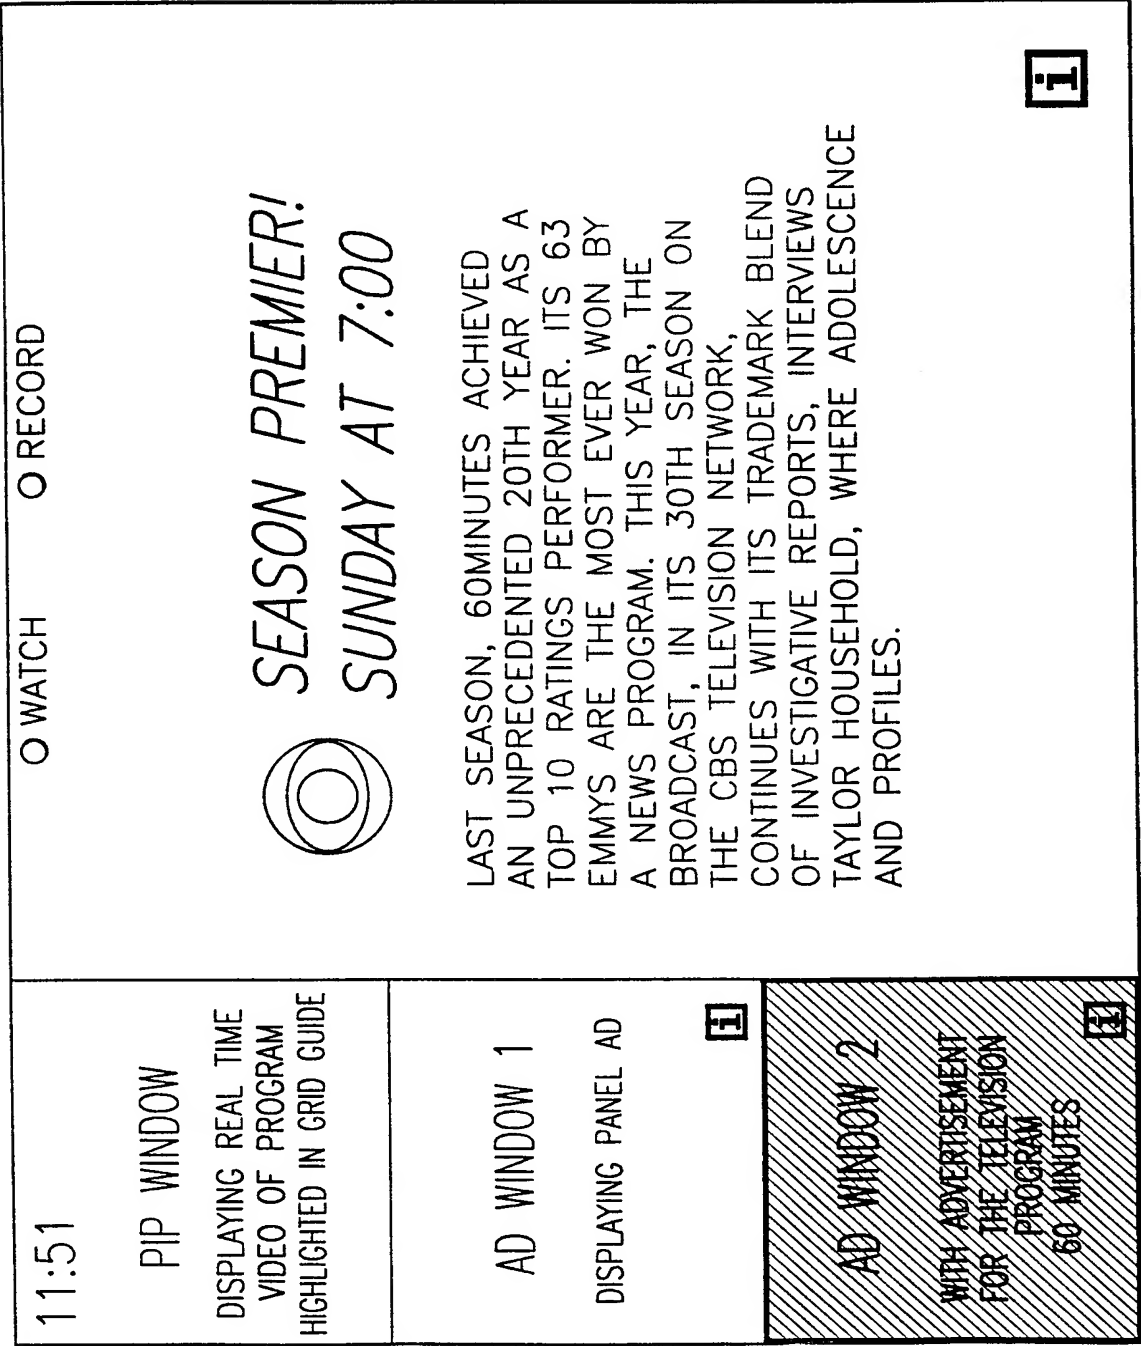 11:51
PIP WINDOW
DISPLAYING REAL TIME
VIDEO OF PROGRAM
HIGHLIGHTED IN GRID GUIDE
AD WINDOW 1
DISPLAYING PANEL AD
i
AD WINDOW 2
WITH ADVERTISEMENT
FOR THE TELEVISION
PROGRAM
60 MINUTES
i
WATCH
RECORD
SEASON PREMIER!
SUNDAY AT 7:00
LAST SEASON, 60MINUTES ACHIEVED
AN UNPRECEDENTED 20TH YEAR AS A
TOP 10 RATINGS PERFORMER. ITS 63
EMMYS ARE THE MOST EVER WON BY
A NEWS PROGRAM. THIS YEAR, THE
BROADCAST, IN ITS 30TH SEASON ON
THE CBS TELEVISION NETWORK,
CONTINUES WITH ITS TRADEMARK BLEND
OF INVESTIGATIVE REPORTS, INTERVIEWS
TAYLOR HOUSEHOLD, WHERE ADOLESCENCE
AND PROFILES.
i